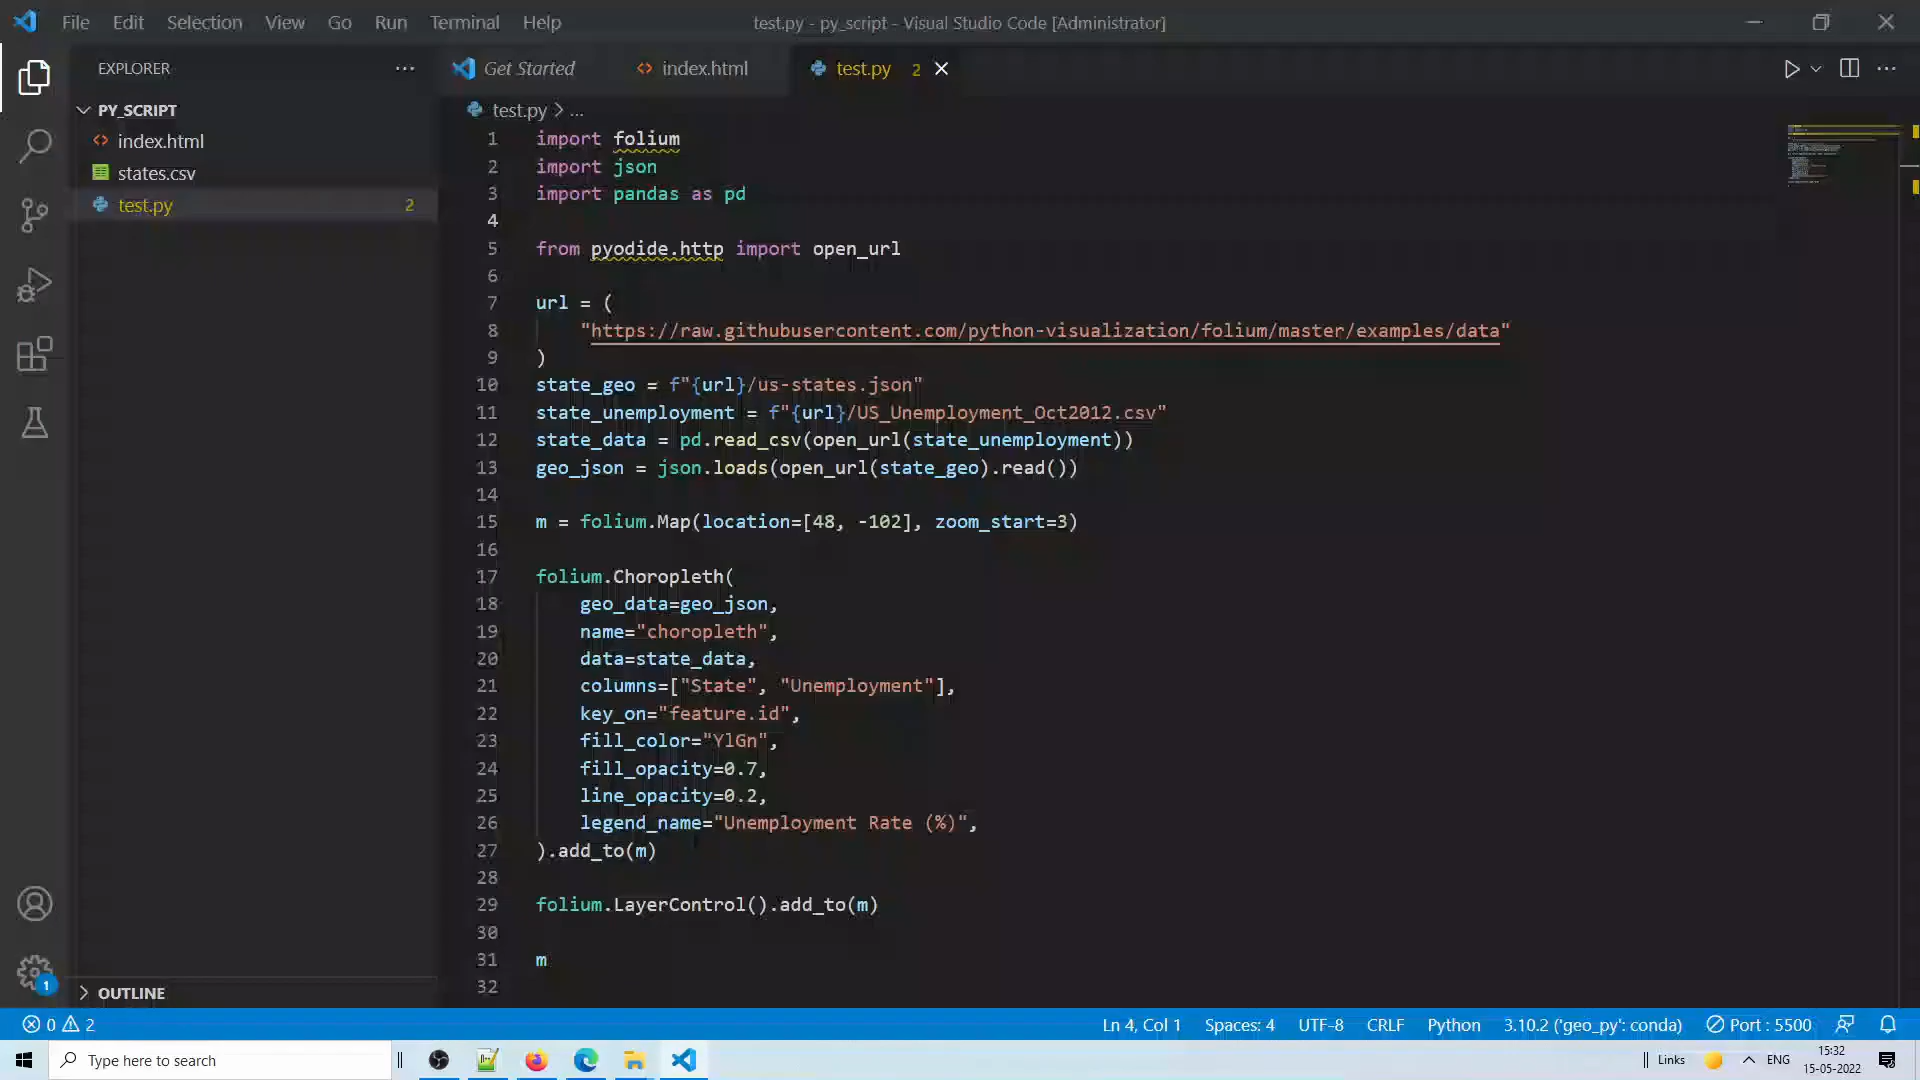 File Edit Selection View Go Run Terminal Help
test.py - py_script - Visual Studio Code [Administrator]
EXPLORER ···
Get Started
index.html
test.py 2
PY_SCRIPT
index.html
states.csv
test.py 2
test.py > ...
1 import folium
2 import json
3 import pandas as pd
4
5 from pyodide.http import open_url
6
7 url = (
8 "https://raw.githubusercontent.com/python-visualization/folium/master/examples/data"
9 )
10 state_geo = f"{url}/us-states.json"
11 state_unemployment = f"{url}/US_Unemployment_Oct2012.csv"
12 state_data = pd.read_csv(open_url(state_unemployment))
13 geo_json = json.loads(open_url(state_geo).read())
14
15 m = folium.Map(location=[48, -102], zoom_start=3)
16
17 folium.Choropleth(
18 geo_data=geo_json,
19 name="choropleth",
20 data=state_data,
21 columns=["State", "Unemployment"],
22 key_on="feature.id",
23 fill_color="YlGn",
24 fill_opacity=0.7,
25 line_opacity=0.2,
26 legend_name="Unemployment Rate (%)",
27 ).add_to(m)
28
29 folium.LayerControl().add_to(m)
30
31 m
32
1
OUTLINE
0 2
Ln 4, Col 1 Spaces: 4 UTF-8 CRLF Python 3.10.2 ('geo_py': conda) Port : 5500
Type here to search
Links
ENG
15:32
15-05-2022